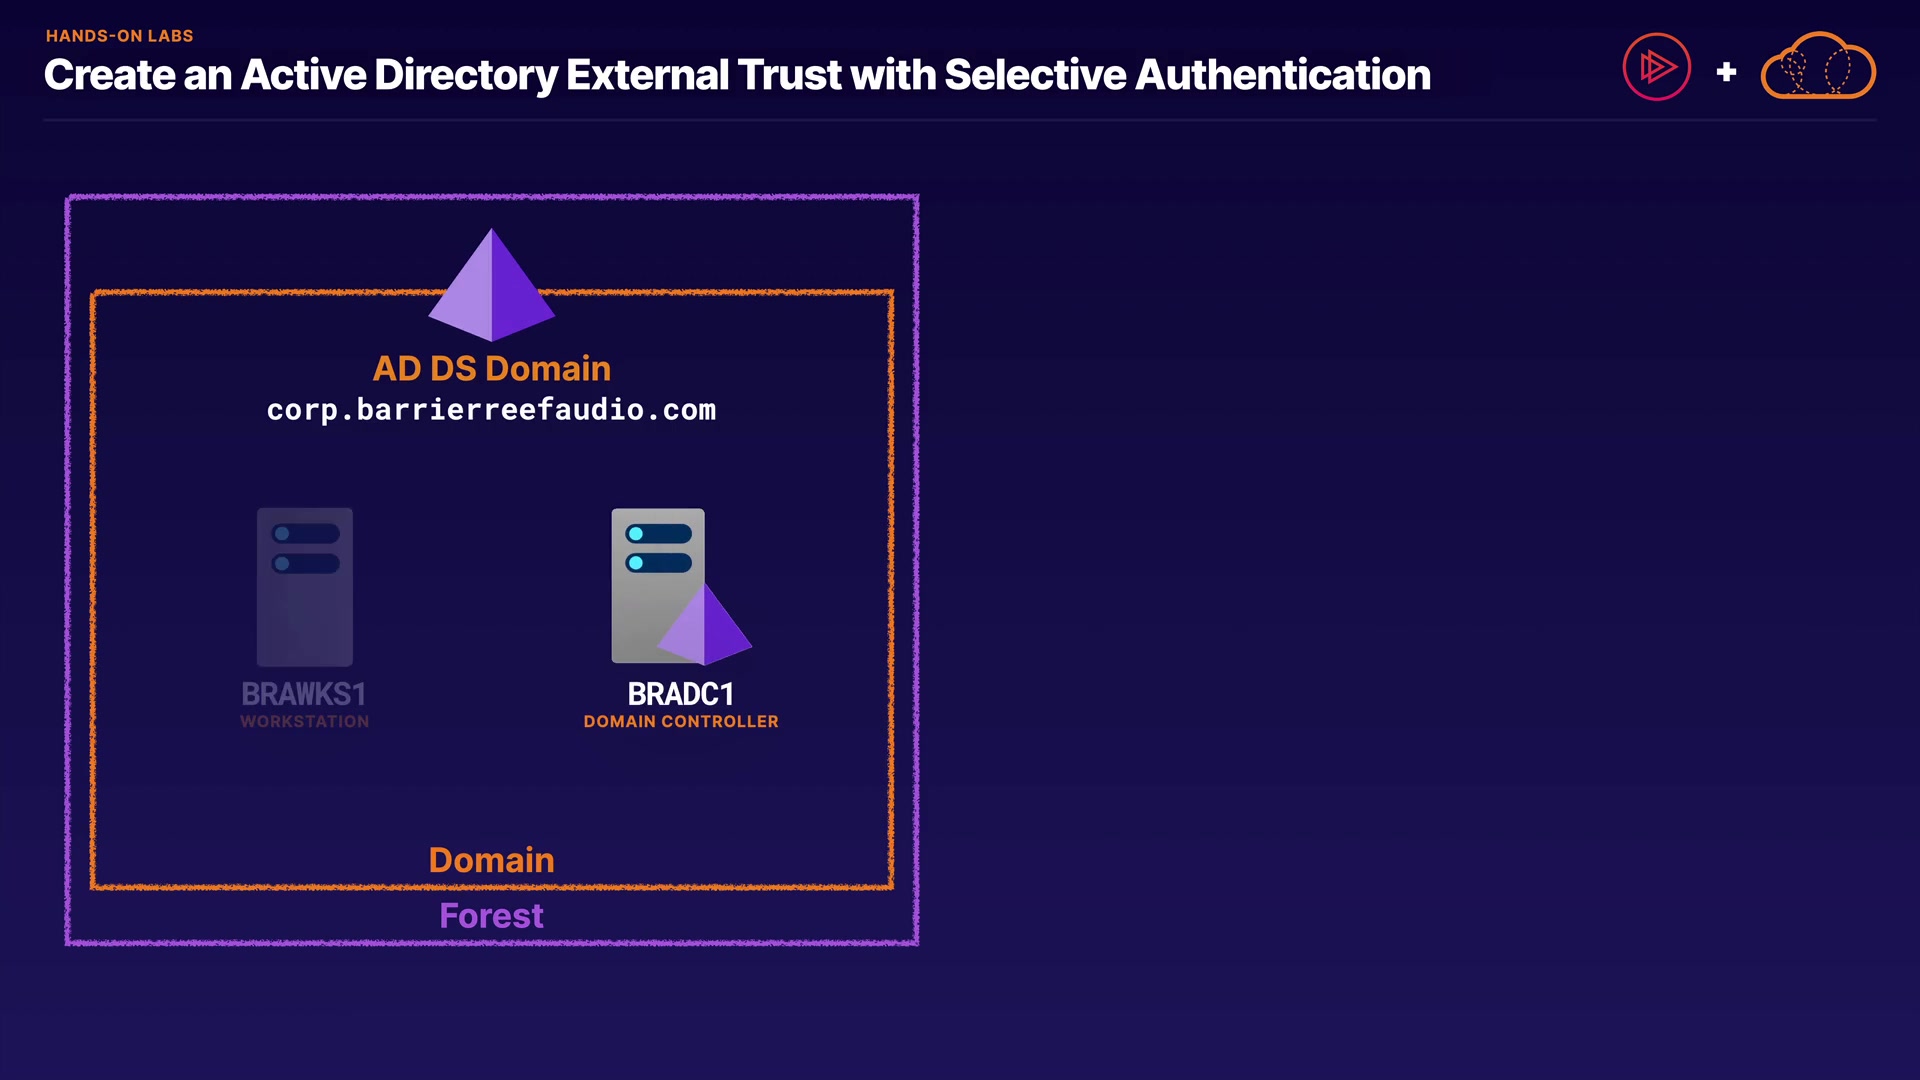 HANDS-ON LABS
Create an Active Directory External Trust with Selective Authentication
AD DS Domain
corp.barrierreefaudio.com
BRAWKS1
WORKSTATION
BRADC1
DOMAIN CONTROLLER
Domain
Forest